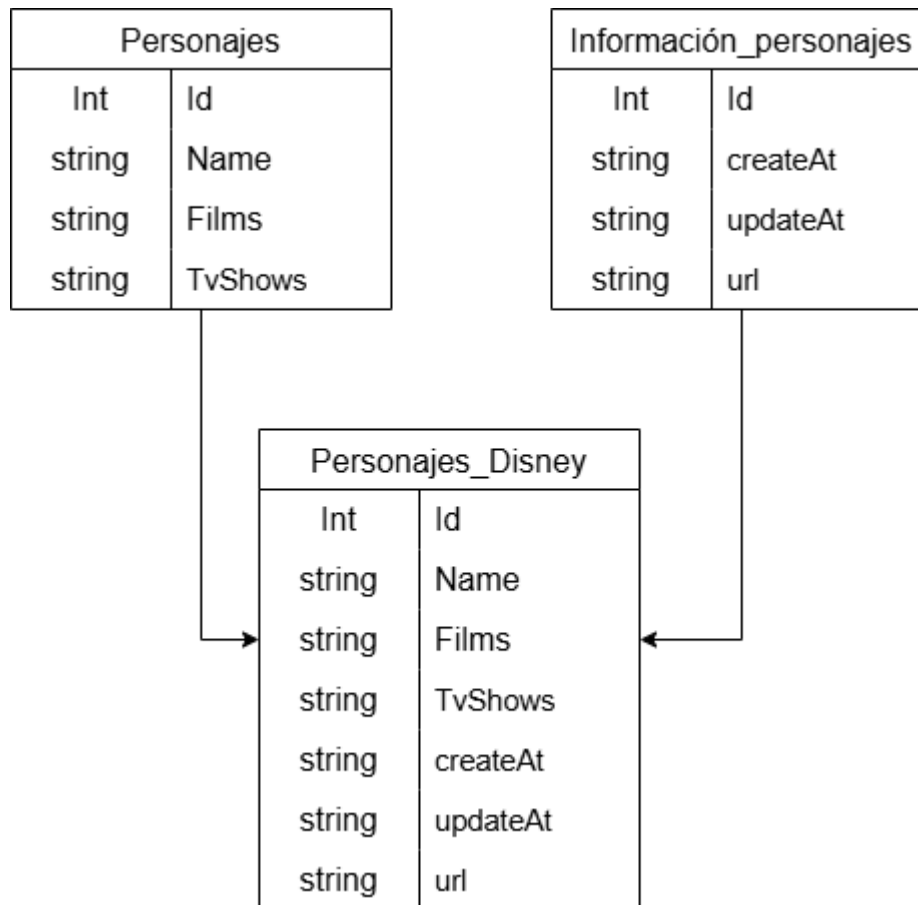 Personajes
Int Id
string Name
string Films
string TvShows
Információn_personajes
Int Id
string createAt
string updateAt
string url
Personajes_Disney
Int Id
string Name
string Films
string TvShows
string createAt
string updateAt
string url